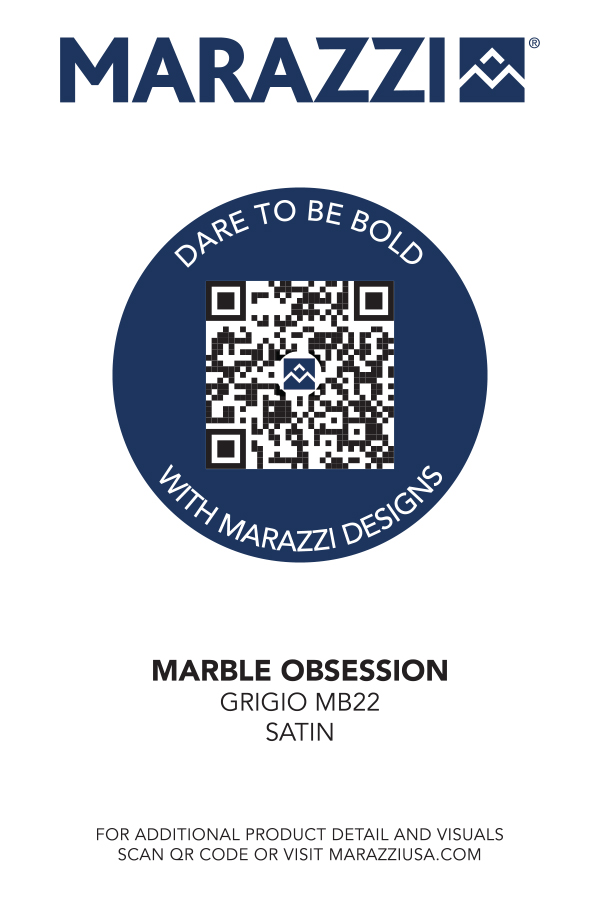 MARAZZI ®
DARE TO BE BOLD
WITH MARAZZI DESIGNS
MARBLE OBSESSION
GRIGIO MB22
SATIN
FOR ADDITIONAL PRODUCT DETAIL AND VISUALS
SCAN QR CODE OR VISIT MARAZZIUSA.COM